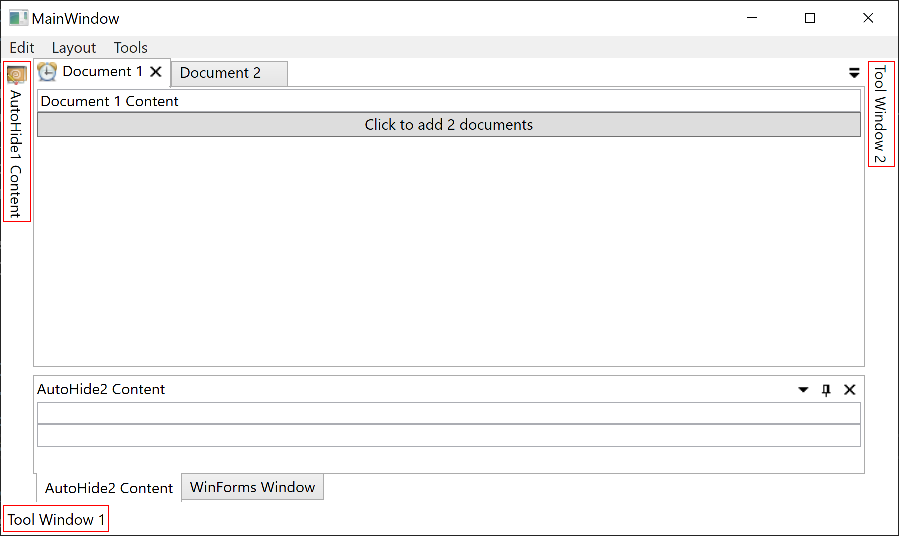 MainWindow
Edit Layout Tools
AutoHide1 Content
Document 1 Document 2
Tool Window 2
Document 1 Content
Click to add 2 documents
AutoHide2 Content
AutoHide2 Content WinForms Window
Tool Window 1